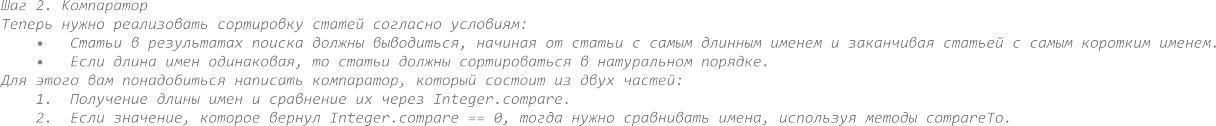 Шаг 2. Компаратор
Теперь нужно реализовать сортировку статей согласно условиям:
• Статьи в результатах поиска должны выводиться, начиная от статьи с самым длинным именем и заканчивая статьей с самым коротким именем.
• Если длина имен одинаковая, то статьи должны сортироваться в натуральном порядке.
Для этого вам понадобиться написать компаратор, который состоит из двух частей:
1. Получение длины имен и сравнение их через Integer.compare.
2. Если значение, которое вернул Integer.compare == 0, тогда нужно сравнивать имена, используя методы compareTo.